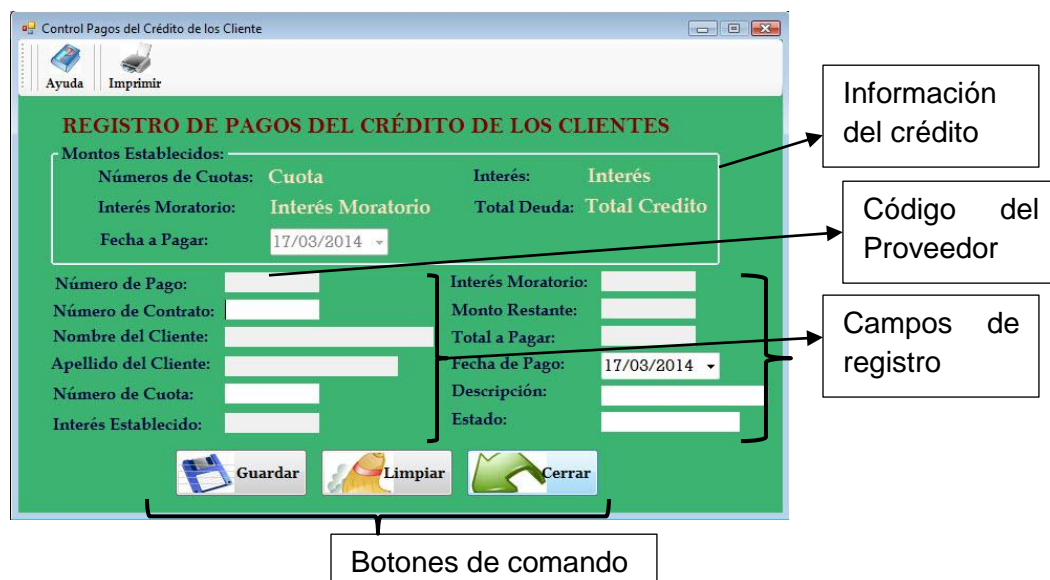 Control Pagos del Crédito de los Cliente
Ayuda Imprimir
REGISTRO DE PAGOS DEL CRÉDITO DE LOS CLIENTES
Montos Establecidos:
Números de Cuotas: Cuota Interés: Interés
Interés Moratorio: Interés Moratorio Total Deuda: Total Credito
Fecha a Pagar: 17/03/2014
Número de Pago: Interés Moratorio:
Número de Contrato: Monto Restante:
Nombre del Cliente: Total a Pagar:
Apellido del Cliente: Fecha de Pago: 17/03/2014
Número de Cuota: Descripción:
Interés Establecido: Estado:
Guardar Limpiar Cerrar
Información
del crédito
Código del
Proveedor
Campos de
registro
Botones de comando